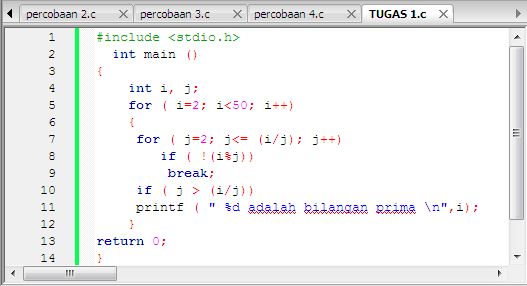 percobaan 2.c percobaan 3.c percobaan 4.c TUGAS 1.c
1 #include <stdio.h>
2 int main ()
3 {
4 int i, j;
5 for ( i=2; i<50; i++)
6 {
7 for ( j=2; j<= (i/j); j++)
8 if ( !(i%j))
9 break;
10 if ( j > (i/j))
11 printf ( " %d adalah bilangan prima \n",i);
12 }
13 return 0;
14 }